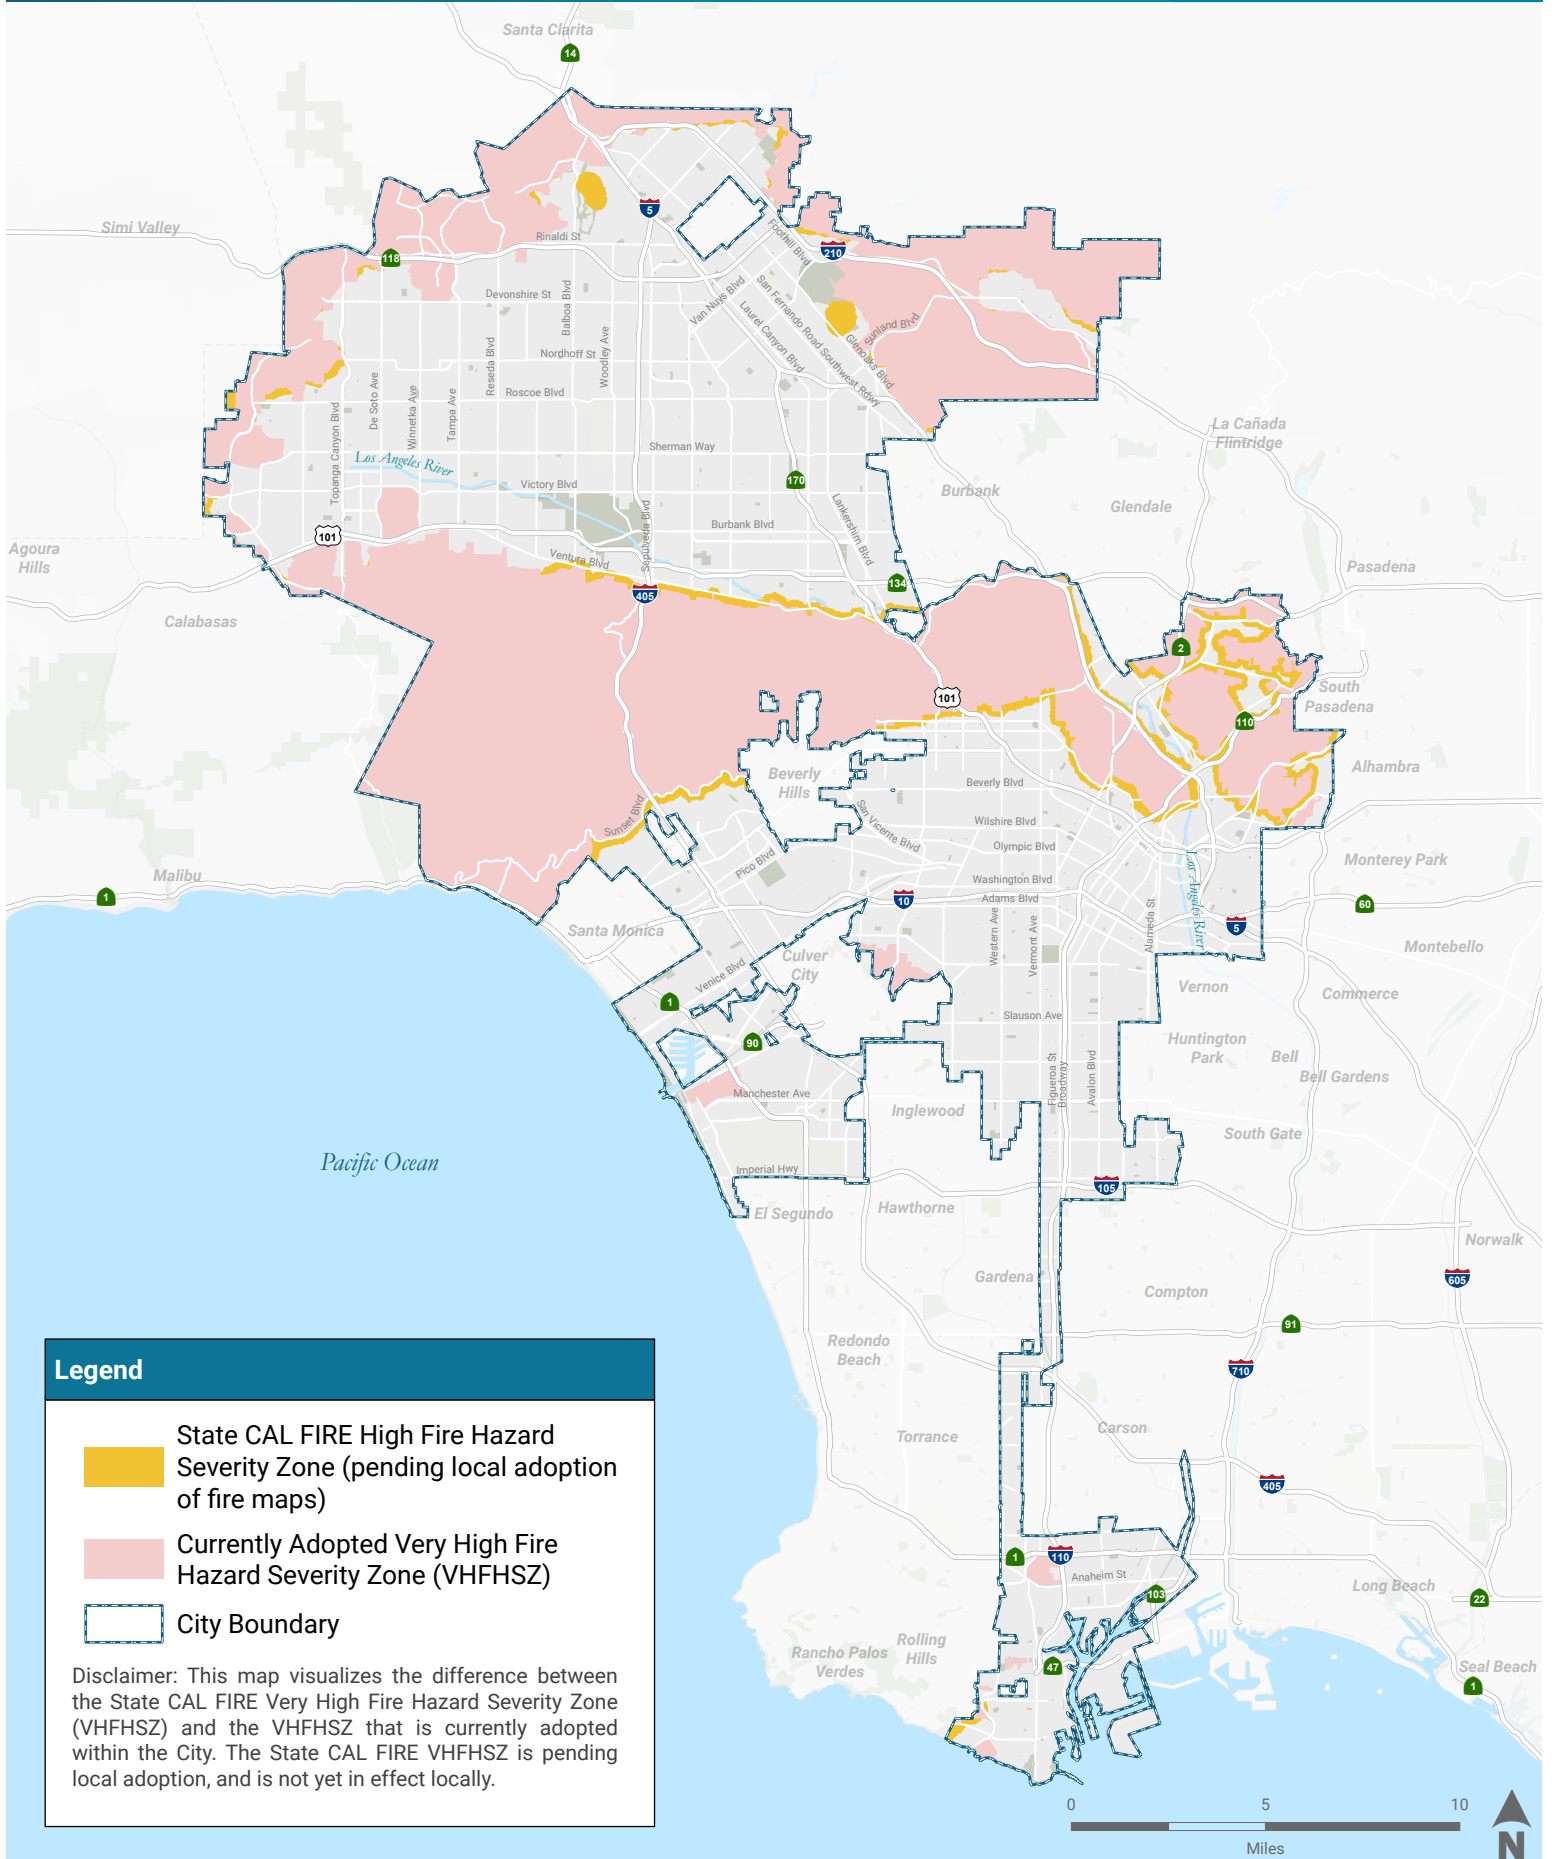 Santa Clarita
14
Simi Valley
5
Rinaldi St
118
Foothill Blvd
210
Devonshire St
Balboa Blvd
Van Nuys Blvd
San Fernando Road Southwest Rdwy
Laurel Canyon Blvd
Sunland Blvd
Glenoaks Blvd
Woodley Ave
Nordhoff St
Reseda Blvd
Roscoe Blvd
De Soto Ave
Winnetka Ave
Tampa Ave
Topanga Canyon Blvd
La Cañada
Flintridge
Sherman Way
Los Angeles River
Victory Blvd
170
Burbank
Glendale
Lankershim Blvd
Sepulveda Blvd
Burbank Blvd
101
Agoura
Hills
Ventura Blvd
134
405
Pasadena
Calabasas
2
South
Pasadena
101
110
Beverly
Hills
Beverly Blvd
Alhambra
Sunset Blvd
San Vicente Blvd
Wilshire Blvd
Olympic Blvd
Pico Blvd
Monterey Park
Malibu
1
Washington Blvd
10
Adams Blvd
Los Angeles River
60
Western Ave
Vermont Ave
Alameda St
5
Santa Monica
Culver
City
Montebello
Venice Blvd
Vernon
Commerce
1
Slauson Ave
90
Huntington
Park
Bell
Bell Gardens
Figueroa St
Broadway
Avalon Blvd
Manchester Ave
Inglewood
South Gate
Pacific Ocean
Imperial Hwy
105
El Segundo
Hawthorne
Norwalk
Gardena
605
Compton
91
Redondo
Beach
710
Carson
Torrance
405
1
110
Anaheim St
103
Long Beach
22
Rancho Palos
Verdes
Rolling
Hills
47
Seal Beach
1
Legend
State CAL FIRE High Fire Hazard
Severity Zone (pending local adoption
of fire maps)
Currently Adopted Very High Fire
Hazard Severity Zone (VHFHSZ)
City Boundary
Disclaimer: This map visualizes the difference between
the State CAL FIRE Very High Fire Hazard Severity Zone
(VHFHSZ) and the VHFHSZ that is currently adopted
within the City. The State CAL FIRE VHFHSZ is pending
local adoption, and is not yet in effect locally.
0 5 10
Miles
N